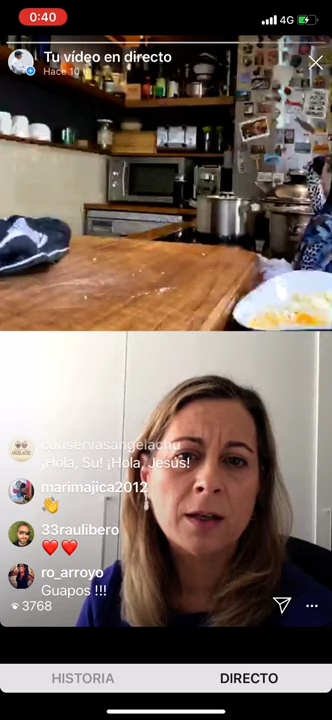 0:40
4G
Tu vídeo en directo
Hace 10 m
conservasangelachu
¡Hola, Su! ¡Hola, Jesús!
marimajica2012
👋
33raulibero
❤️❤️
ro_arroyo
Guapos !!!
3768
HISTORIA
DIRECTO